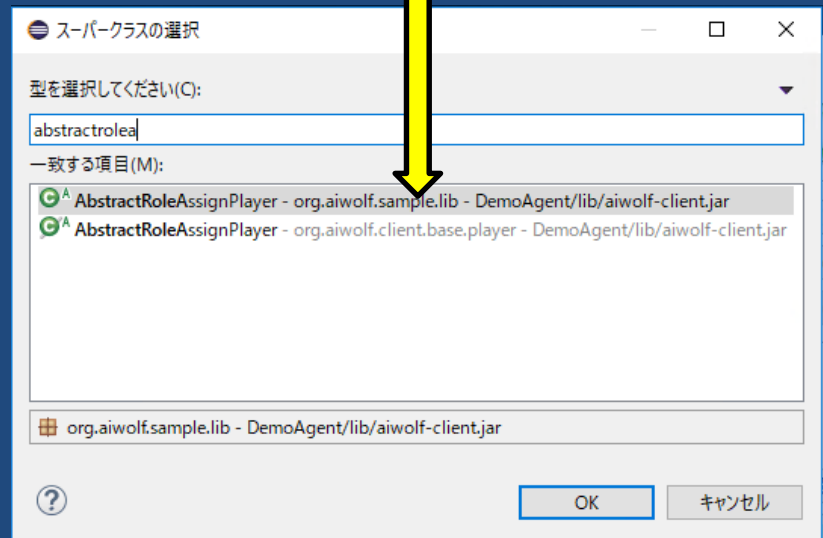 スーパークラスの選択
型を選択してください(C):
abstractrolea
一致する項目(M):
AbstractRoleAssignPlayer - org.aiwolf.sample.lib - DemoAgent/lib/aiwolf-client.jar
AbstractRoleAssignPlayer - org.aiwolf.client.base.player - DemoAgent/lib/aiwolf-client.jar
org.aiwolf.sample.lib - DemoAgent/lib/aiwolf-client.jar
OK キャンセル